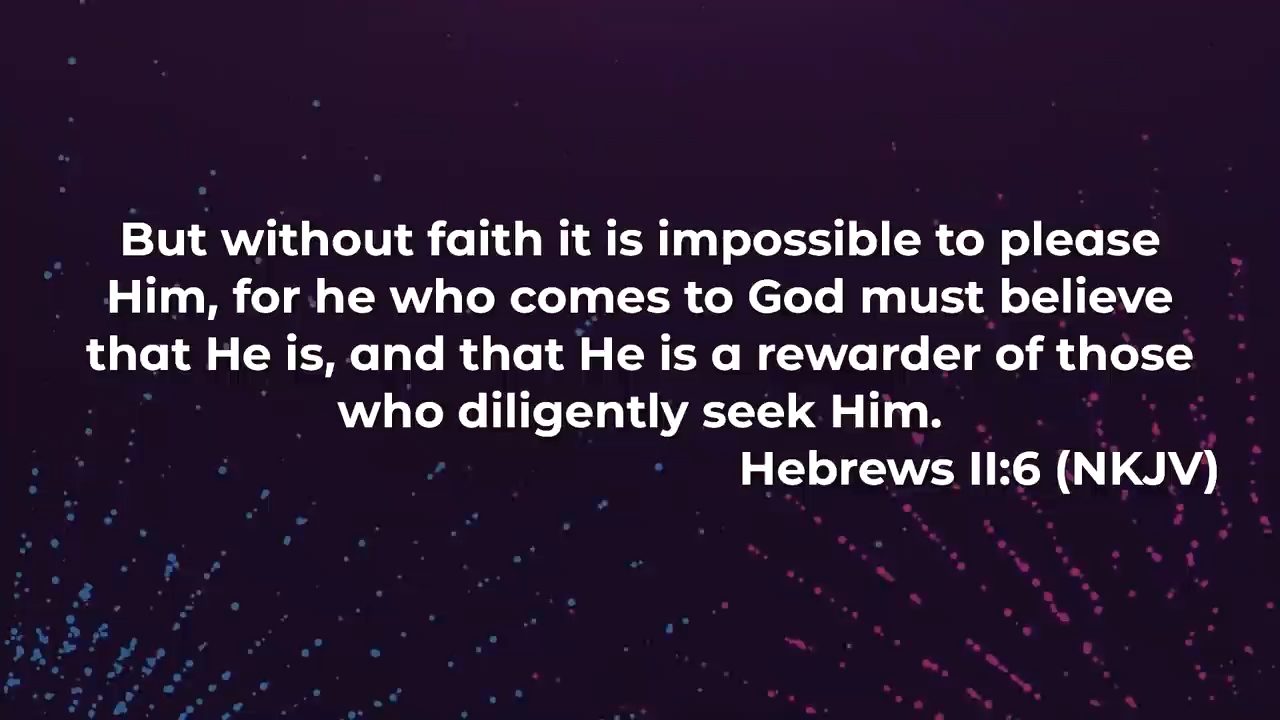 But without faith it is impossible to please
Him, for he who comes to God must believe
that He is, and that He is a rewarder of those
who diligently seek Him.
Hebrews II:6 (NKJV)